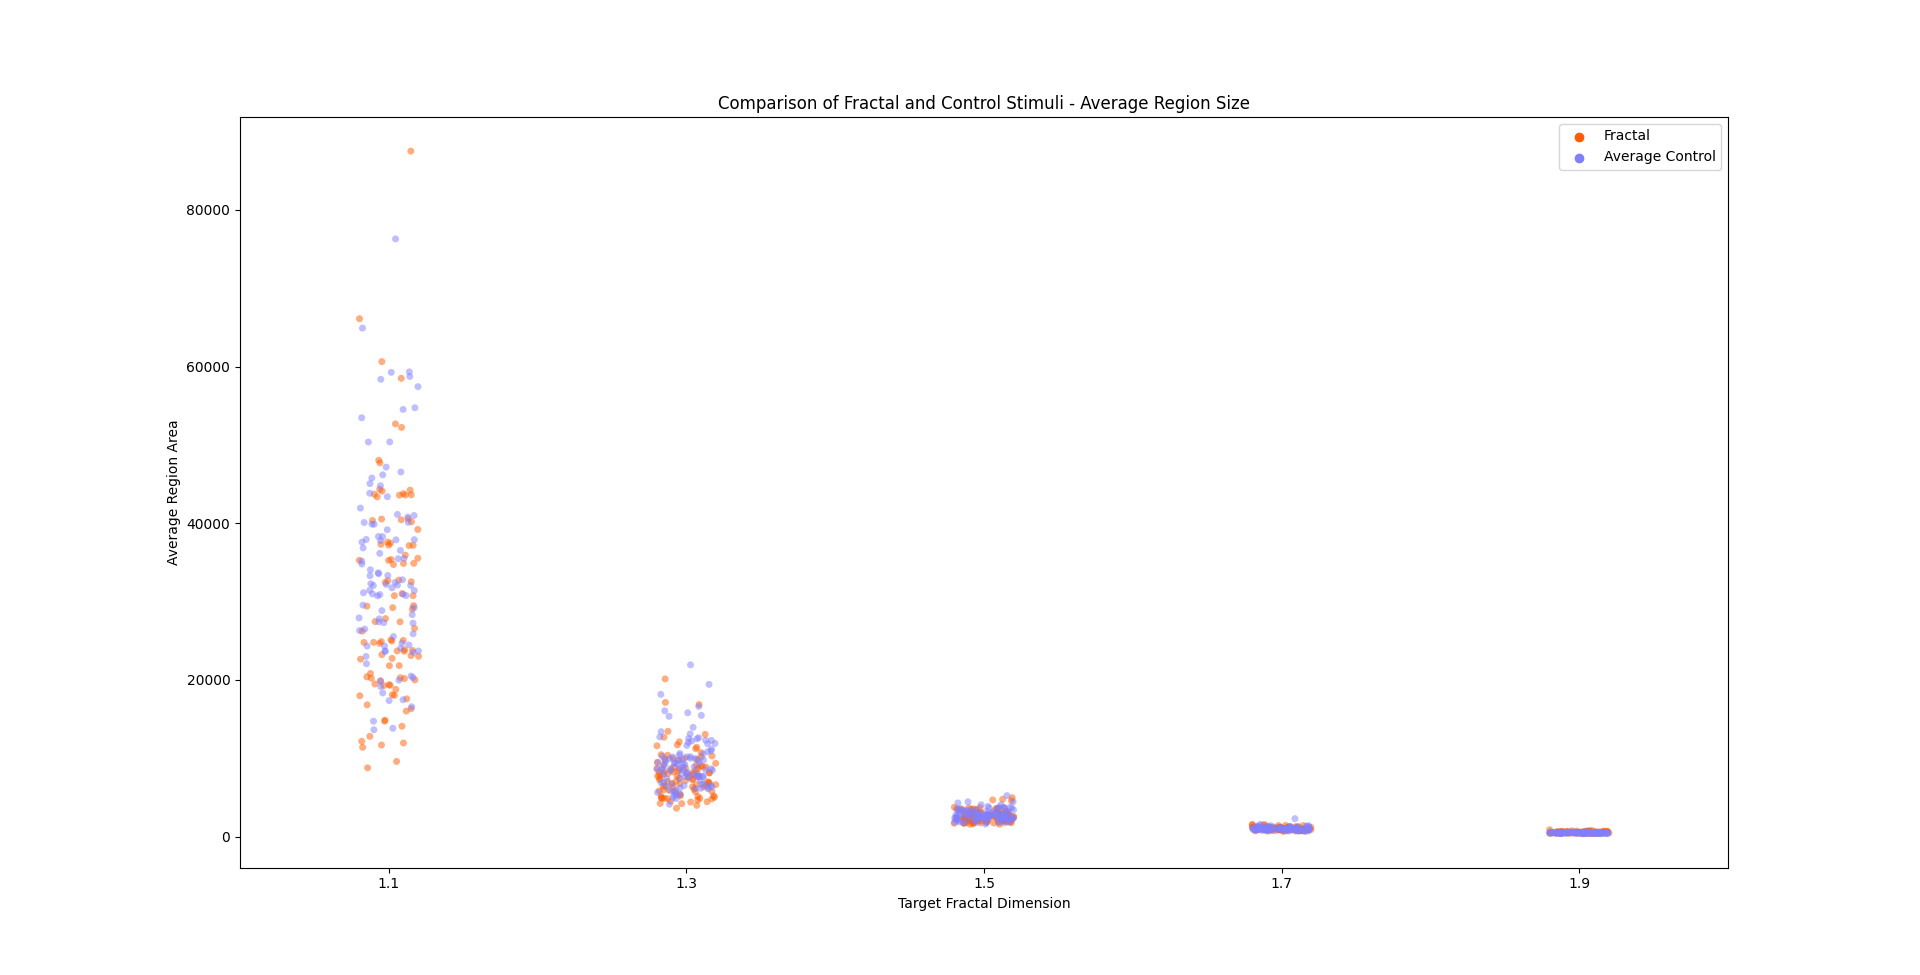 Comparison of Fractal and Control Stimuli - Average Region Size
Fractal
Average Control
80000
60000
40000
20000
0
Average Region Area
1.1
1.3
1.5
1.7
1.9
Target Fractal Dimension